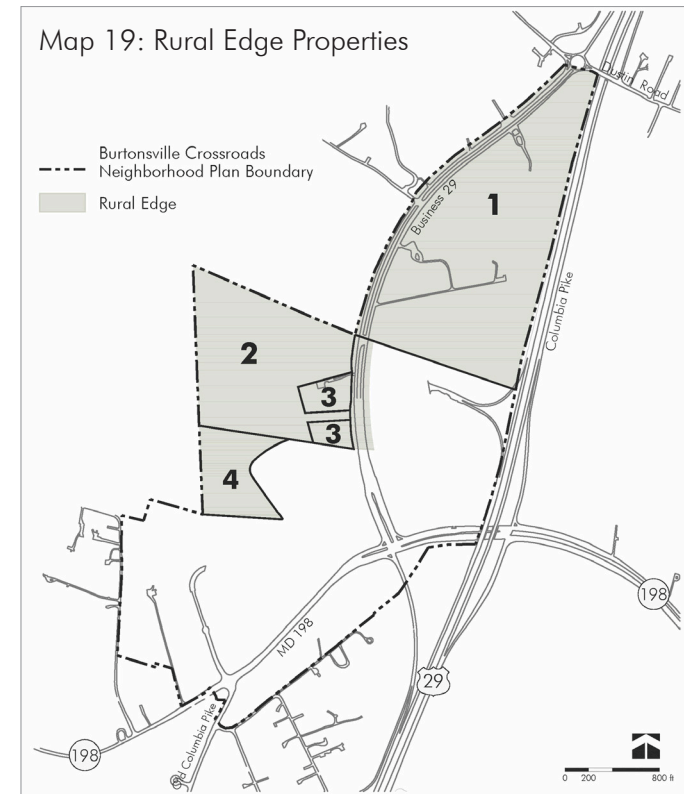 Map 19: Rural Edge Properties
Burtonsville Crossroads
Neighborhood Plan Boundary
Rural Edge
Dustin Road
Business 29
1
Columbia Pike
2
3
3
4
198
MD 198
29
Old Columbia Pike
198
0 200 800 ft